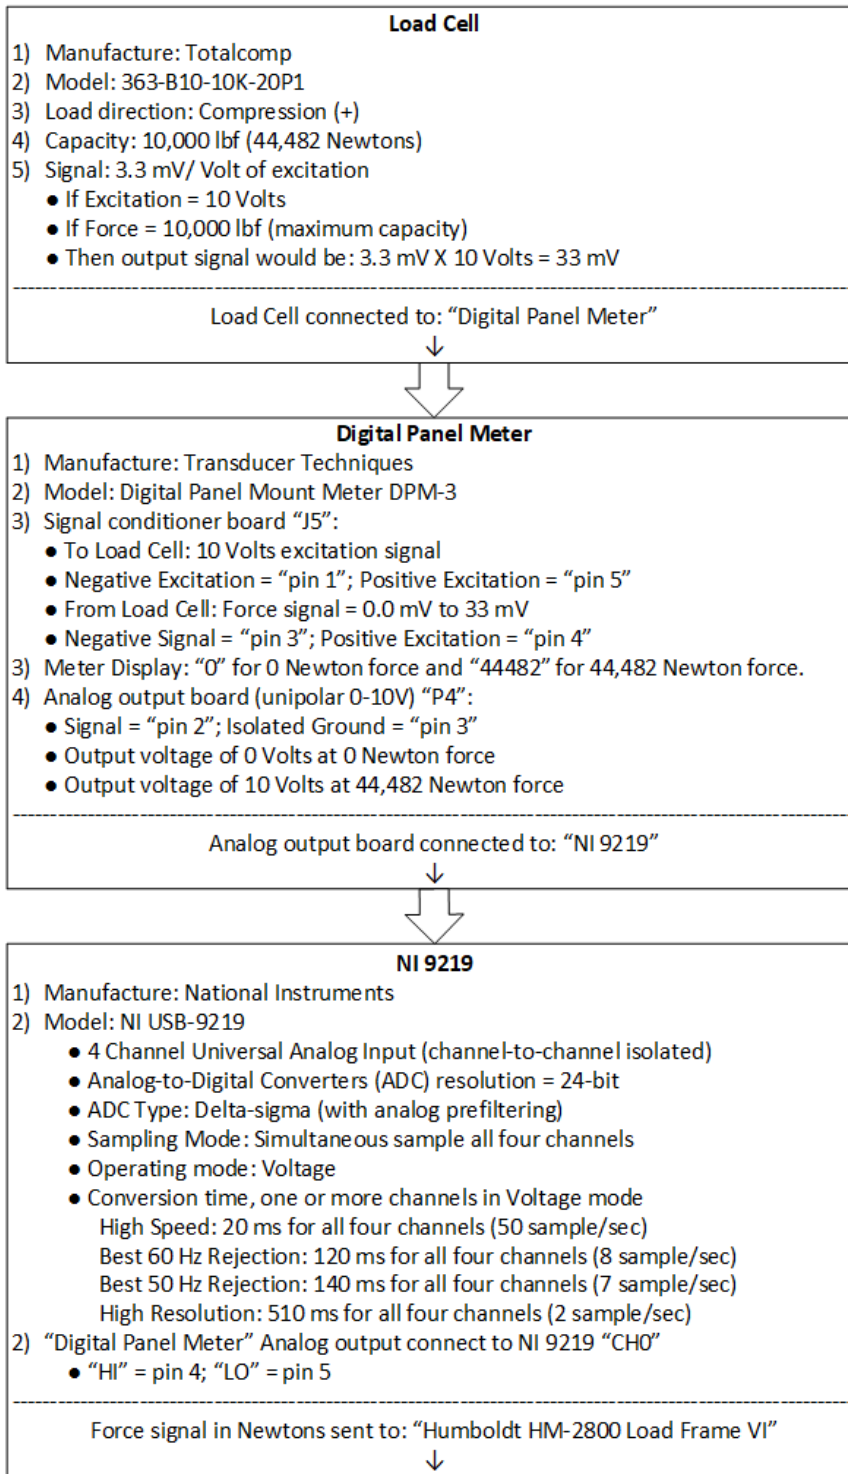 Load Cell
1) Manufacture: Totalcomp
2) Model: 363-B10-10K-20P1
3) Load direction: Compression (+)
4) Capacity: 10,000 lbf (44,482 Newtons)
5) Signal: 3.3 mV/ Volt of excitation
● If Excitation = 10 Volts
● If Force = 10,000 lbf (maximum capacity)
● Then output signal would be: 3.3 mV X 10 Volts = 33 mV
Load Cell connected to: “Digital Panel Meter”
↓
Digital Panel Meter
1) Manufacture: Transducer Techniques
2) Model: Digital Panel Mount Meter DPM-3
3) Signal conditioner board “J5”:
● To Load Cell: 10 Volts excitation signal
● Negative Excitation = “pin 1”; Positive Excitation = “pin 5”
● From Load Cell: Force signal = 0.0 mV to 33 mV
● Negative Signal = “pin 3”; Positive Excitation = “pin 4”
3) Meter Display: “0” for 0 Newton force and “44482” for 44,482 Newton force.
4) Analog output board (unipolar 0-10V) “P4”:
● Signal = “pin 2”; Isolated Ground = “pin 3”
● Output voltage of 0 Volts at 0 Newton force
● Output voltage of 10 Volts at 44,482 Newton force
Analog output board connected to: “NI 9219”
↓
NI 9219
1) Manufacture: National Instruments
2) Model: NI USB-9219
● 4 Channel Universal Analog Input (channel-to-channel isolated)
● Analog-to-Digital Converters (ADC) resolution = 24-bit
● ADC Type: Delta-sigma (with analog prefiltering)
● Sampling Mode: Simultaneous sample all four channels
● Operating mode: Voltage
● Conversion time, one or more channels in Voltage mode
High Speed: 20 ms for all four channels (50 sample/sec)
Best 60 Hz Rejection: 120 ms for all four channels (8 sample/sec)
Best 50 Hz Rejection: 140 ms for all four channels (7 sample/sec)
High Resolution: 510 ms for all four channels (2 sample/sec)
2) “Digital Panel Meter” Analog output connect to NI 9219 “CH0”
● “HI” = pin 4; “LO” = pin 5
Force signal in Newtons sent to: “Humboldt HM-2800 Load Frame VI”
↓